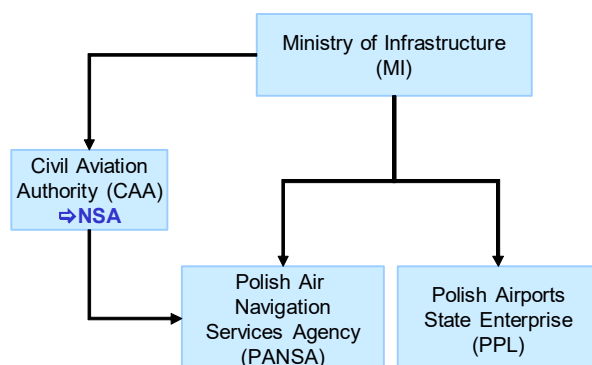 Ministry of Infrastructure
(MI)
Civil Aviation
Authority (CAA)
⇨NSA
Polish Air
Navigation
Services Agency
(PANSA)
Polish Airports
State Enterprise
(PPL)